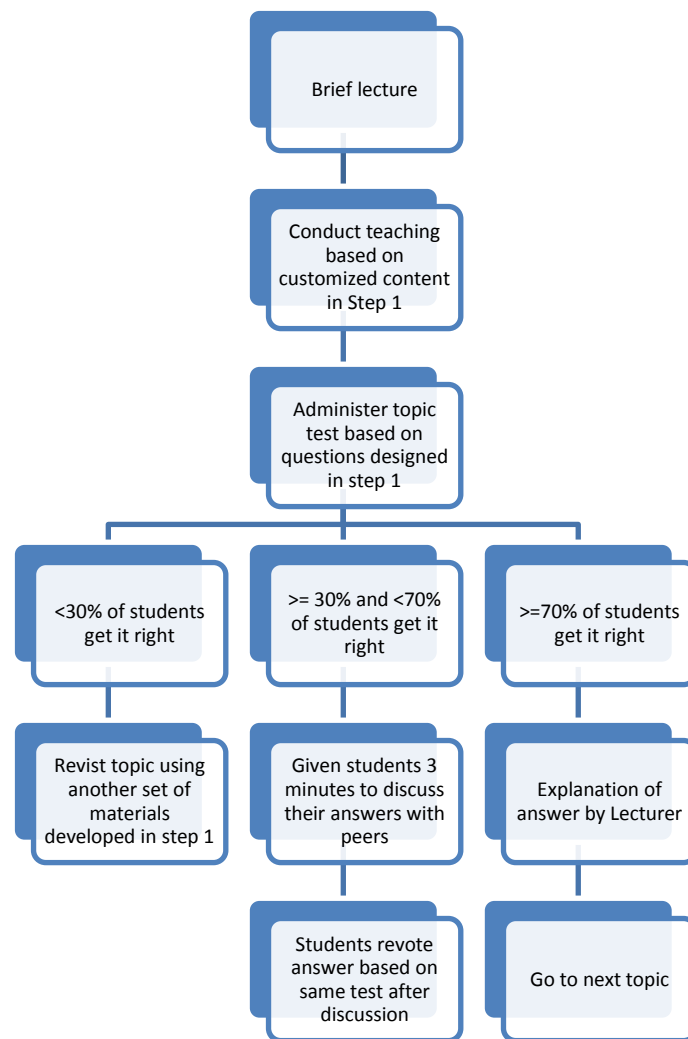 Brief lecture
Conduct teaching
based on
customized content
in Step 1
Administer topic
test based on
questions designed
in step 1
<30% of students
get it right
>= 30% and <70%
of students get it
right
>=70% of students
get it right
Revist topic using
another set of
materials
developed in step 1
Given students 3
minutes to discuss
their answers with
peers
Explanation of
answer by Lecturer
Students revote
answer based on
same test after
discussion
Go to next topic